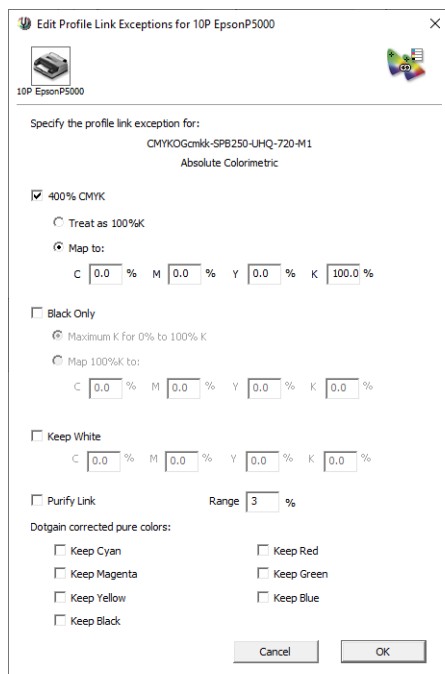 Edit Profile Link Exceptions for 10P EpsonP5000
10P EpsonP5000
Specify the profile link exception for:
CMYKOGcmkk-SPB250-UHQ-720-M1
Absolute Colorimetric
400% CMYK
Treat as 100%K
Map to:
C 0.0 % M 0.0 % Y 0.0 % K 100.0 %
Black Only
Maximum K for 0% to 100% K
Map 100%K to:
C 0.0 % M 0.0 % Y 0.0 % K 0.0 %
Keep White
C 0.0 % M 0.0 % Y 0.0 % K 0.0 %
Purify Link Range 3 %
Dotgain corrected pure colors:
Keep Cyan Keep Red
Keep Magenta Keep Green
Keep Yellow Keep Blue
Keep Black
Cancel OK